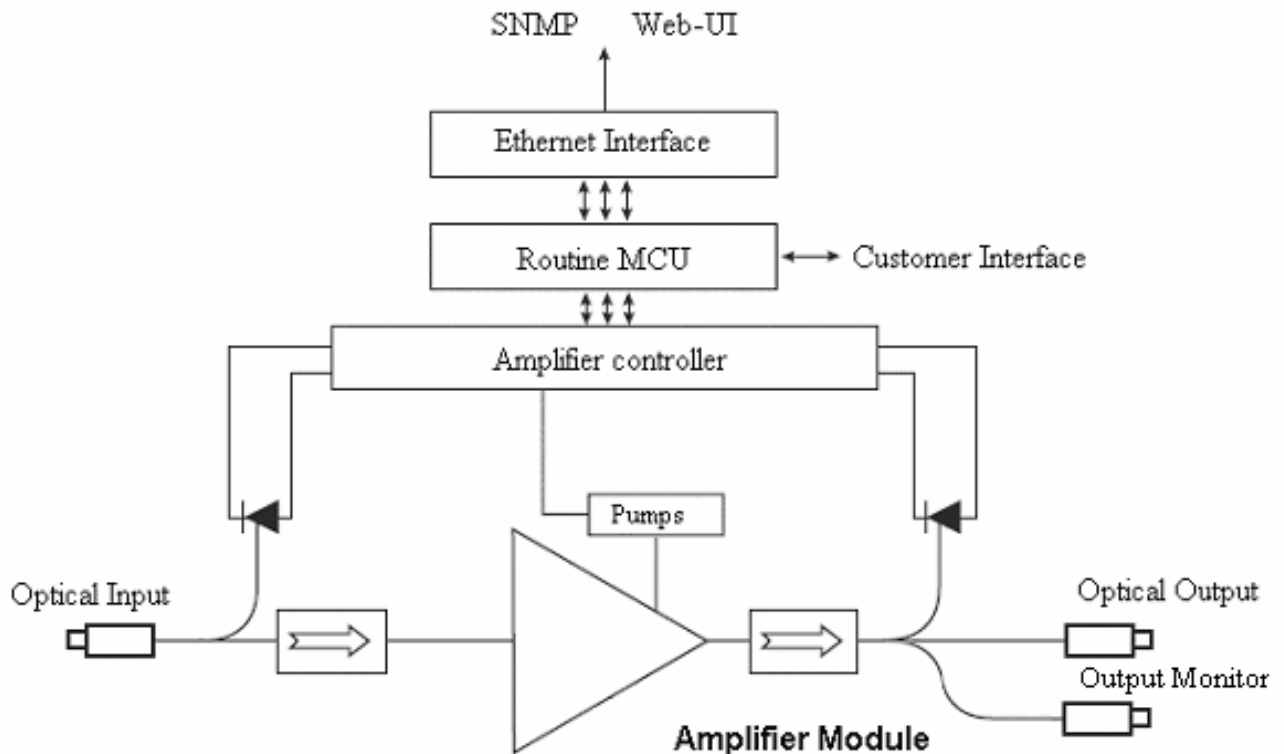 SNMP Web-UI
Ethernet Interface
Routine MCU
Customer Interface
Amplifier controller
Pumps
Optical Input
Optical Output
Output Monitor
Amplifier Module